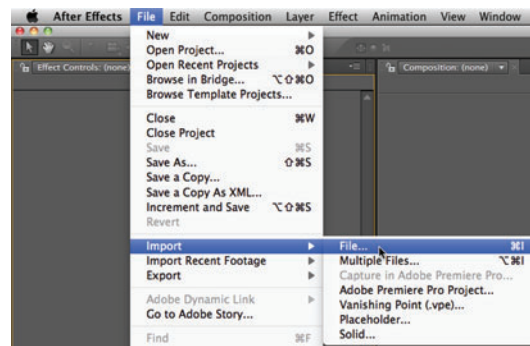 After Effects File Edit Composition Layer Effect Animation View Window
Effect Controls: (none)
Composition: (none)
New
Open Project... ⌘O
Open Recent Projects
Browse in Bridge... ⌥⇧⌘O
Browse Template Projects...
Close ⌘W
Close Project
Save ⌘S
Save As... ⇧⌘S
Save a Copy...
Save a Copy As XML...
Increment and Save ⌥⇧⌘S
Revert
Import
Import Recent Footage
Export
Adobe Dynamic Link
Go to Adobe Story...
Find ⌘F
File... ⌘I
Multiple Files... ⌥⌘I
Capture in Adobe Premiere Pro...
Adobe Premiere Pro Project...
Vanishing Point (.vpe)...
Placeholder...
Solid...